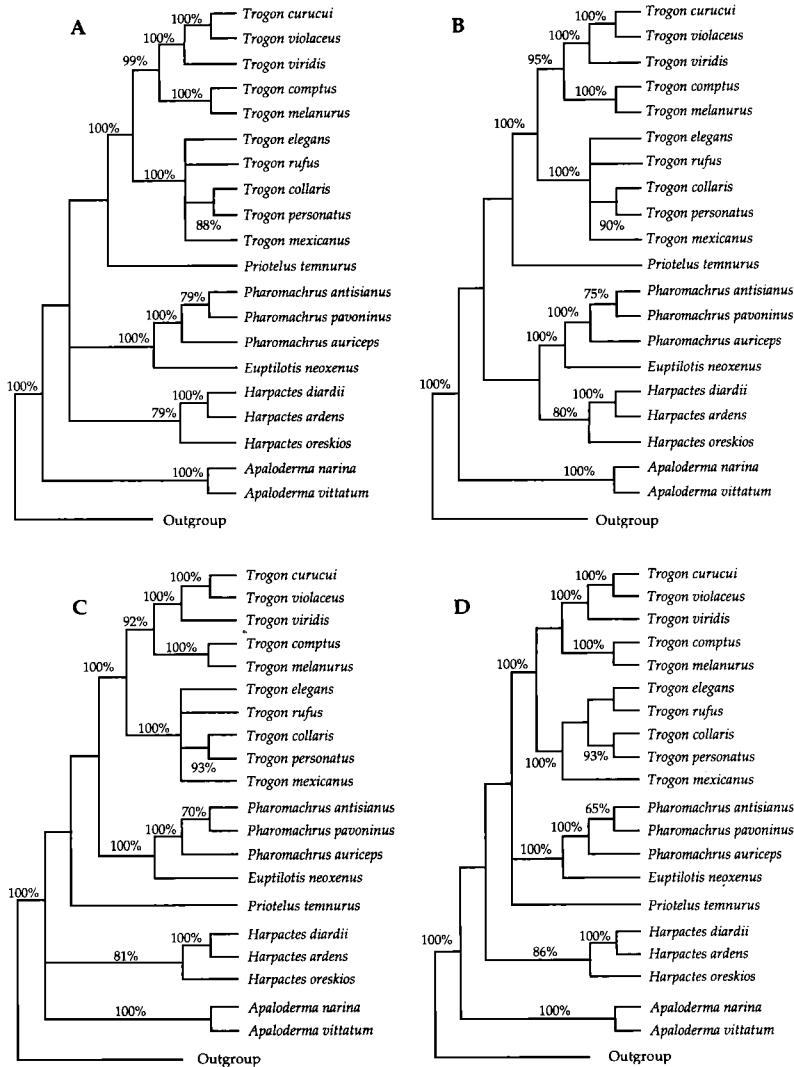 A
100%
Trogon curucui
100%
Trogon violaceus
99%
Trogon viridis
100%
Trogon comptus
Trogon melanurus
100%
Trogon elegans
100%
Trogon rufus
Trogon collaris
88%
Trogon personatus
Trogon mexicanus
Priotelus temnurus
79%
Pharomachrus antisianus
100%
Pharomachrus pavoninus
100%
Pharomachrus auriceps
Euptilotis neoxenus
100%
Harpactes diardii
79%
Harpactes ardens
Harpactes oreskios
100%
100%
Apaloderma narina
Apaloderma vittatum
Outgroup
B
100%
Trogon curucui
100%
Trogon violaceus
95%
Trogon viridis
100%
Trogon comptus
Trogon melanurus
Trogon elegans
100%
Trogon rufus
Trogon collaris
90%
Trogon personatus
Trogon mexicanus
Priotelus temnurus
75%
Pharomachrus antisianus
100%
Pharomachrus pavoninus
100%
Pharomachrus auriceps
Euptilotis neoxenus
100%
Harpactes diardii
80%
Harpactes ardens
Harpactes oreskios
100%
100%
Apaloderma narina
Apaloderma vittatum
Outgroup
C
100%
Trogon curucui
100%
Trogon violaceus
92%
Trogon viridis
100%
Trogon comptus
Trogon melanurus
100%
Trogon elegans
Trogon rufus
100%
Trogon collaris
93%
Trogon personatus
Trogon mexicanus
70%
Pharomachrus antisianus
100%
Pharomachrus pavoninus
100%
Pharomachrus auriceps
Euptilotis neoxenus
Priotelus temnurus
100%
Harpactes diardii
81%
Harpactes ardens
Harpactes oreskios
100%
100%
Apaloderma narina
Apaloderma vittatum
Outgroup
D
100%
Trogon curucui
100%
Trogon violaceus
Trogon viridis
100%
Trogon comptus
100%
Trogon melanurus
Trogon elegans
Trogon rufus
Trogon collaris
93%
Trogon personatus
100%
Trogon mexicanus
65%
Pharomachrus antisianus
100%
Pharomachrus pavoninus
100%
Pharomachrus auriceps
Euptilotis neoxenus
Priotelus temnurus
100%
Harpactes diardii
86%
Harpactes ardens
Harpactes oreskios
100%
100%
Apaloderma narina
Apaloderma vittatum
Outgroup